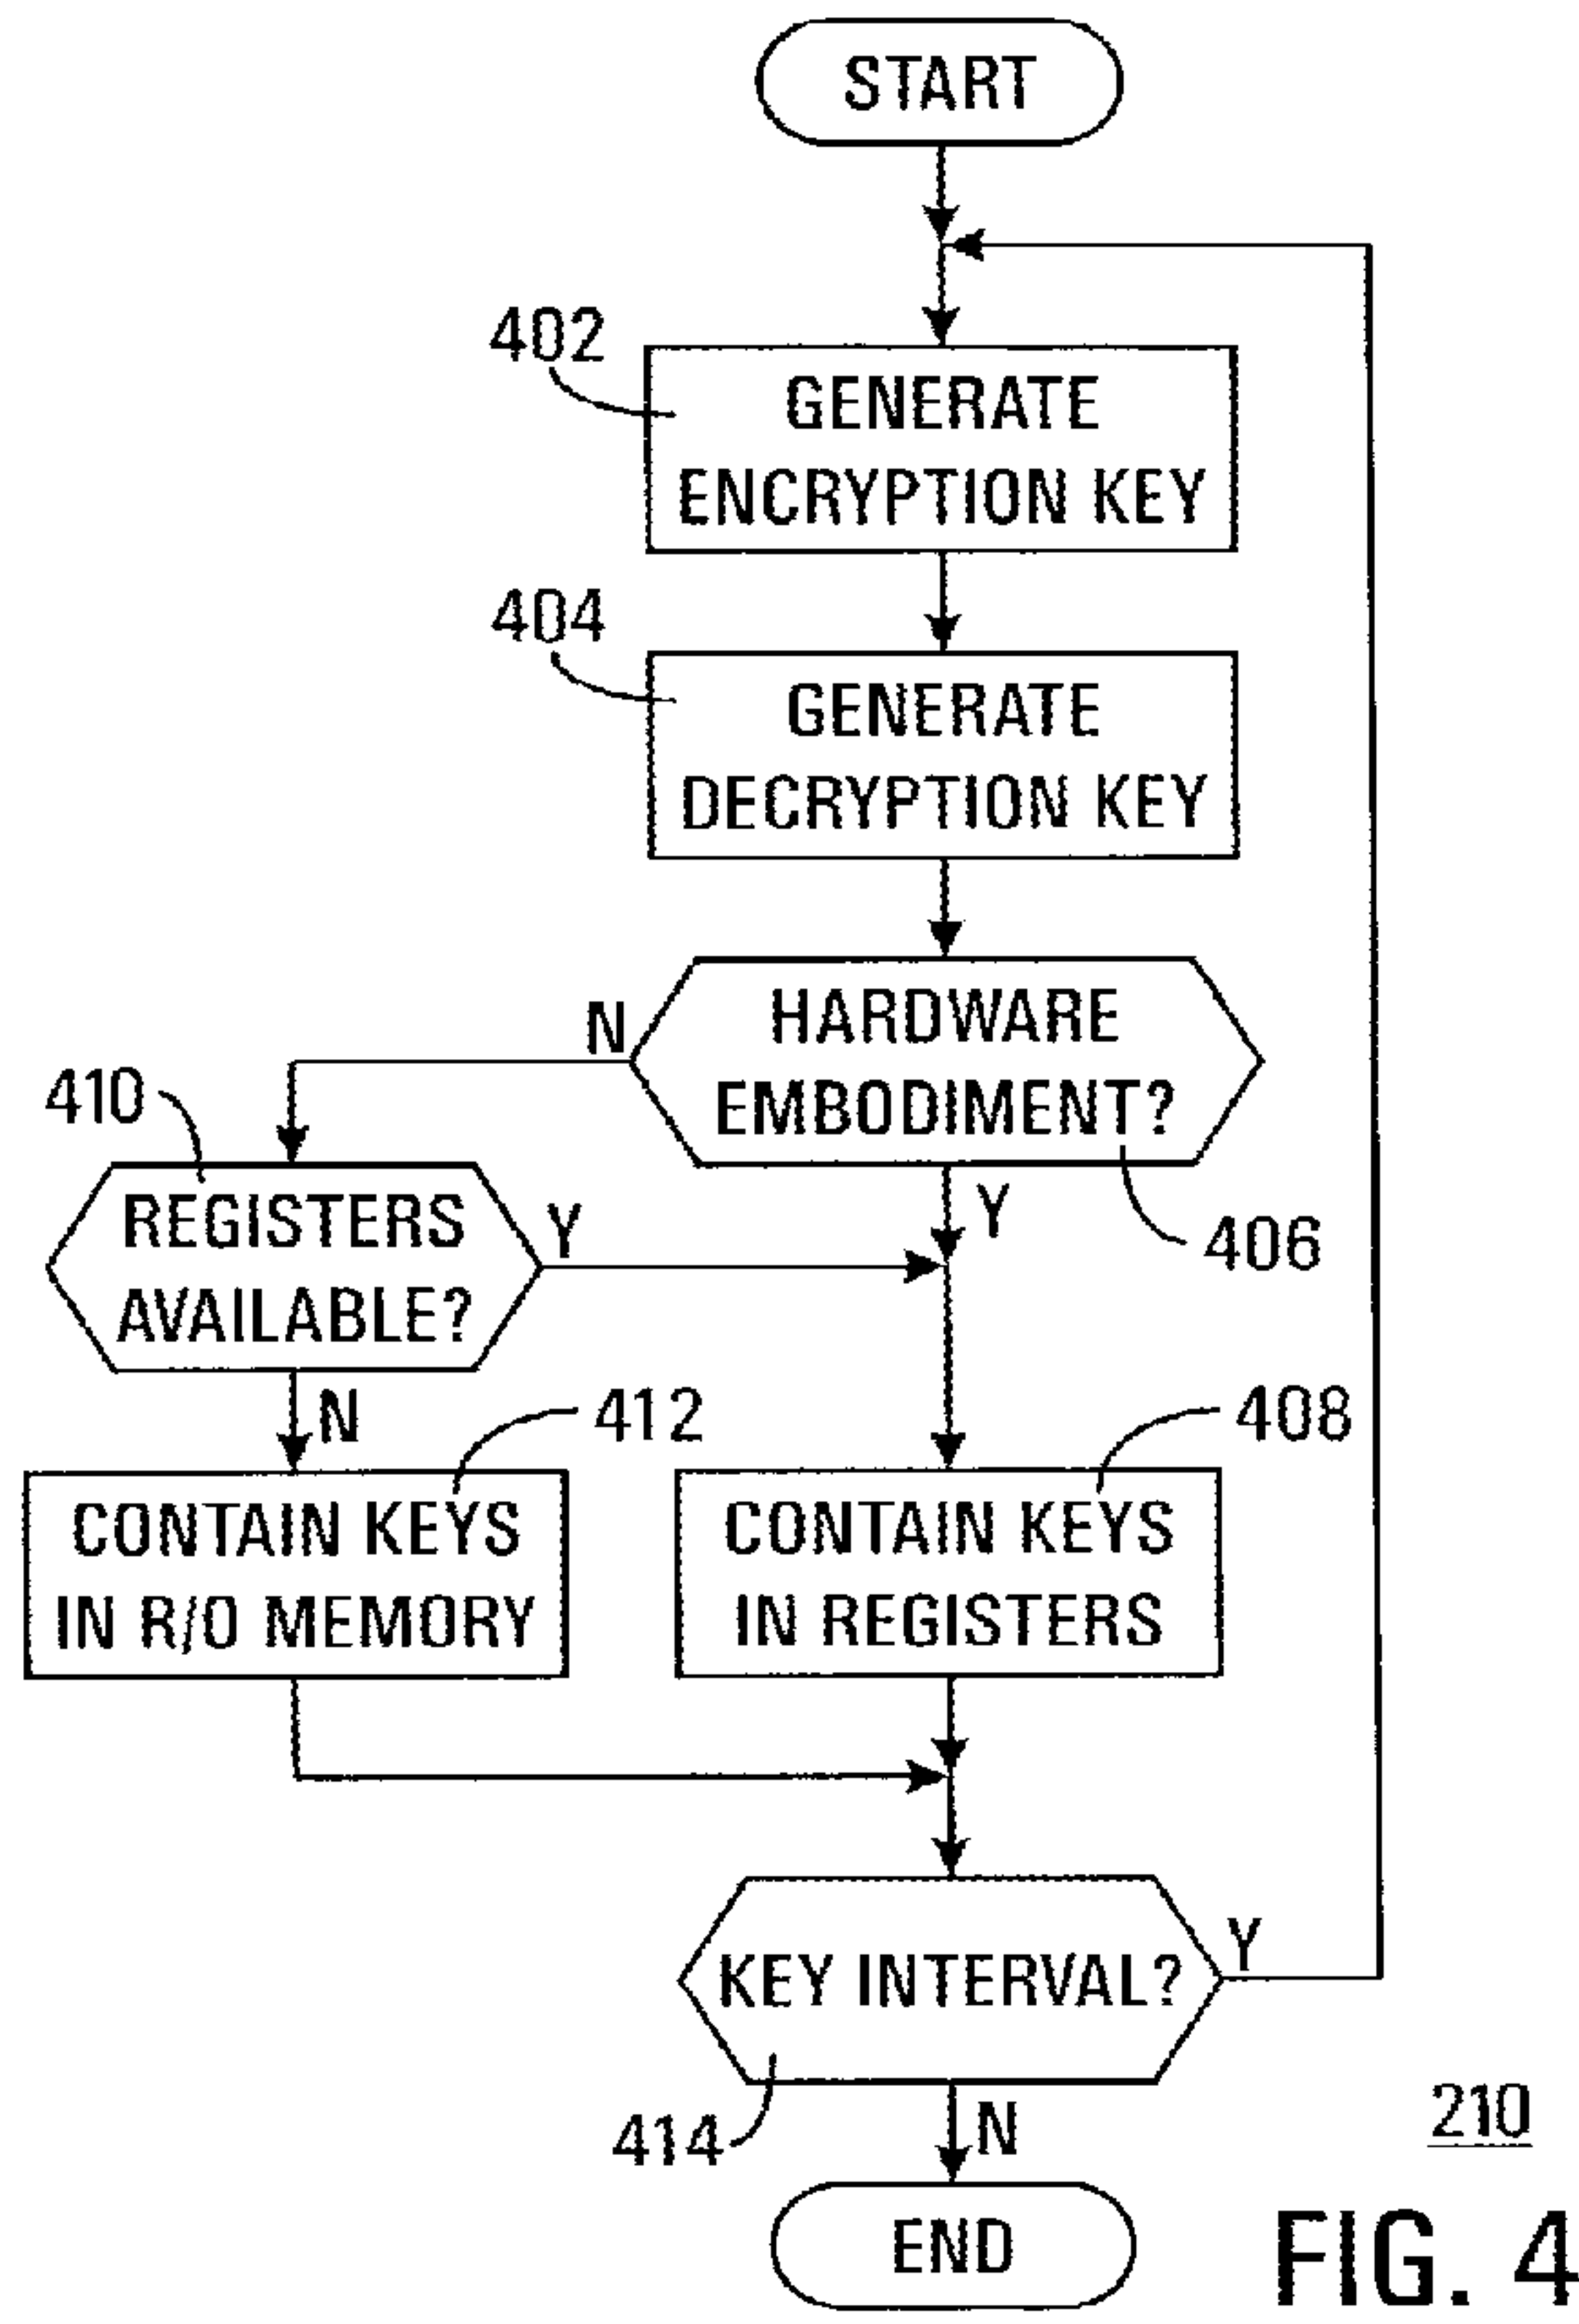 START
402
GENERATE
ENCRYPTION KEY
404
GENERATE
DECRYPTION KEY
HARDWARE
EMBODIMENT?
N
Y
406
410
REGISTERS
AVAILABLE?
Y
N
412
408
CONTAIN KEYS
IN R/O MEMORY
CONTAIN KEYS
IN REGISTERS
KEY INTERVAL?
Y
414
N
END
210
FIG. 4